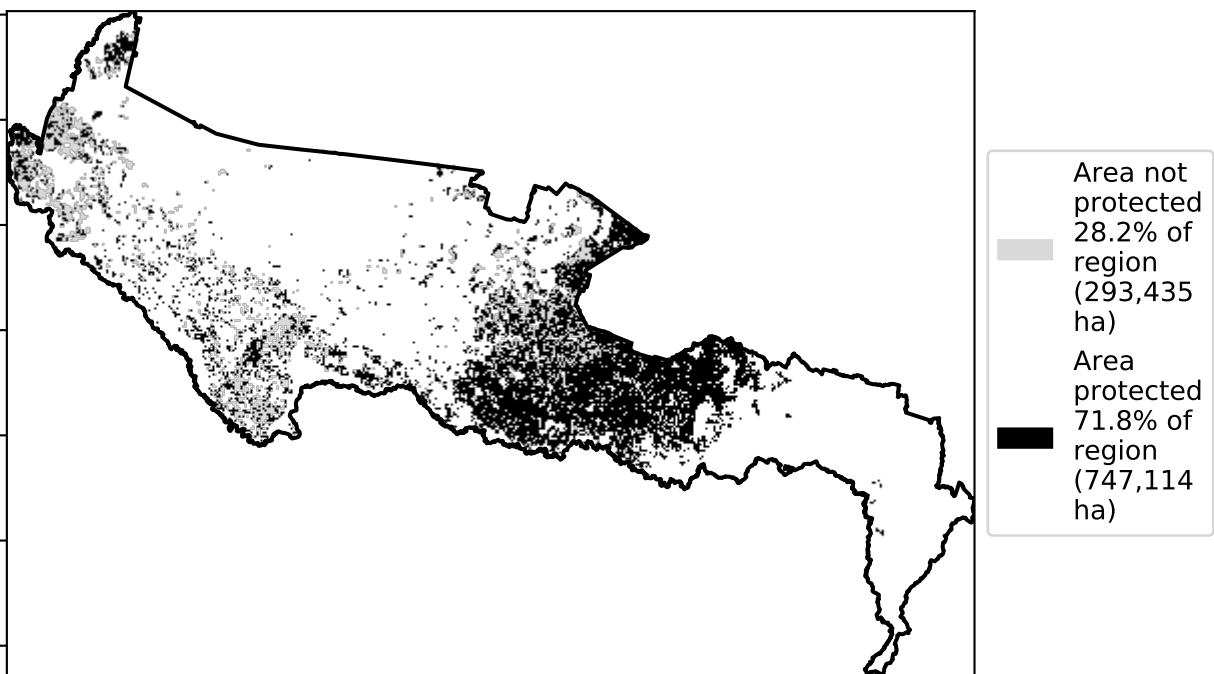 Area not
protected
28.2% of
region
(293,435
ha)
Area
protected
71.8% of
region
(747,114
ha)